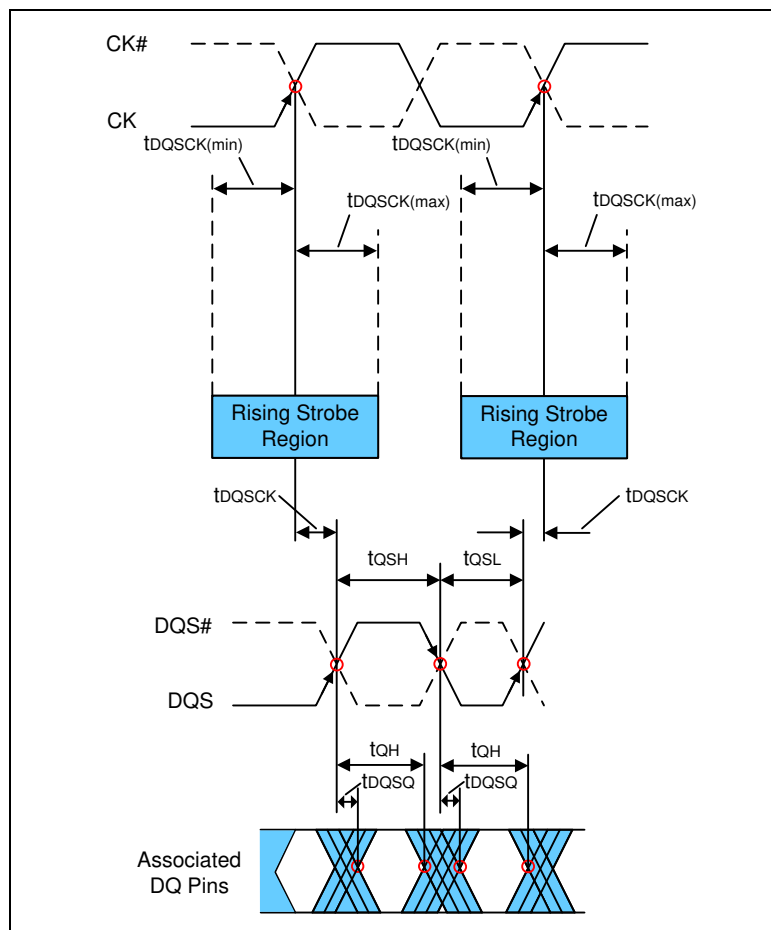 CK#
CK
tDQSCK(min)
tDQSCK(min)
tDQSCK(max)
tDQSCK(max)
Rising Strobe
Region
Rising Strobe
Region
tDQSCK
tDQSCK
tQSH
tQSL
DQS#
DQS
tQH
tQH
tDQSQ
tDQSQ
Associated
DQ Pins